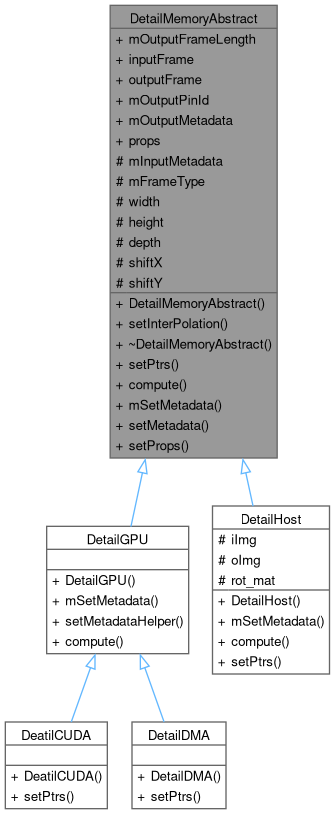 DetailMemoryAbstract
+ mOutputFrameLength
+ inputFrame
+ outputFrame
+ mOutputPinId
+ mOutputMetadata
+ props
# mInputMetadata
# mFrameType
# width
# height
# depth
# shiftX
# shiftY
+ DetailMemoryAbstract()
+ setInterPolation()
+ ~DetailMemoryAbstract()
+ setPtrs()
+ compute()
+ mSetMetadata()
+ setMetadata()
+ setProps()
DetailGPU
+ DetailGPU()
+ mSetMetadata()
+ setMetadataHelper()
+ compute()
DetailHost
# iImg
# oImg
# rot_mat
+ DetailHost()
+ mSetMetadata()
+ compute()
+ setPtrs()
DeatilCUDA
+ DeatilCUDA()
+ setPtrs()
DetailDMA
+ DetailDMA()
+ setPtrs()